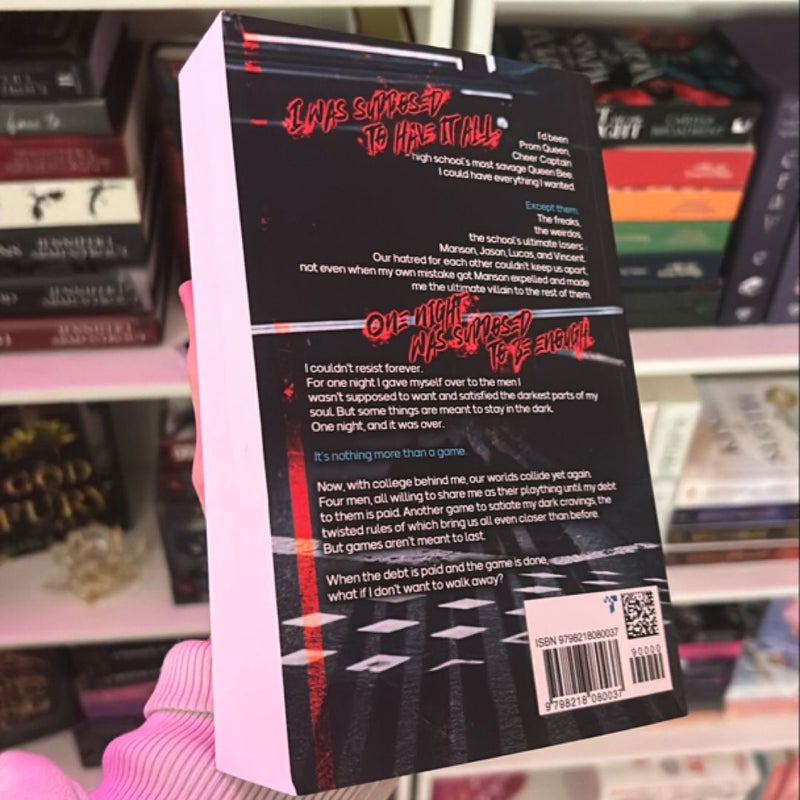 I WAS SUPPOSED
TO HAVE IT ALL.
I'd been
Prom Queen,
Cheer Captain
high school's most savage Queen Bee.
I could have everything I wanted.
Except them.
The freaks,
the weirdos,
the school's ultimate losers.
Manson, Jason, Lucas, and Vincent.
Our hatred for each other couldn't keep us apart,
not even when my own mistake got Manson expelled and made
me the ultimate villain to the rest of them.
ONE NIGHT
WAS SUPPOSED
TO BE ENOUGH.
I couldn't resist forever.
For one night I gave myself over to the men I
wasn't supposed to want and satisfied the darkest parts of my
soul. But some things are meant to stay in the dark.
One night, and it was over.
It's nothing more than a game.
Now, with college behind me, our worlds collide yet again.
Four men, all willing to share me as their plaything until my debt
to them is paid. Another game to satiate my dark cravings, the
twisted rules of which bring us all even closer than before.
But games aren't meant to last.
When the debt is paid and the game is done,
what if I don't want to walk away?
ISBN 9798218080037
90000
9 798218 080037
GOD
FURY
JENNIFER L.
JENNIFER L.